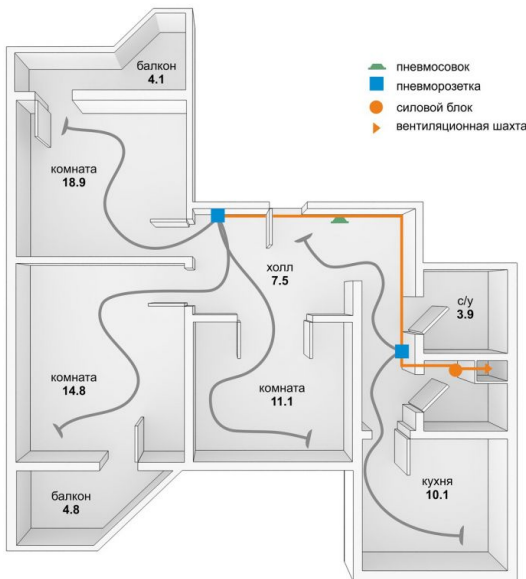 балкон
4.1
пневмосовок
пневморозетка
силовой блок
вентиляционная шахта
комната
18.9
холл
7.5
с/у
3.9
комната
14.8
комната
11.1
балкон
4.8
кухня
10.1